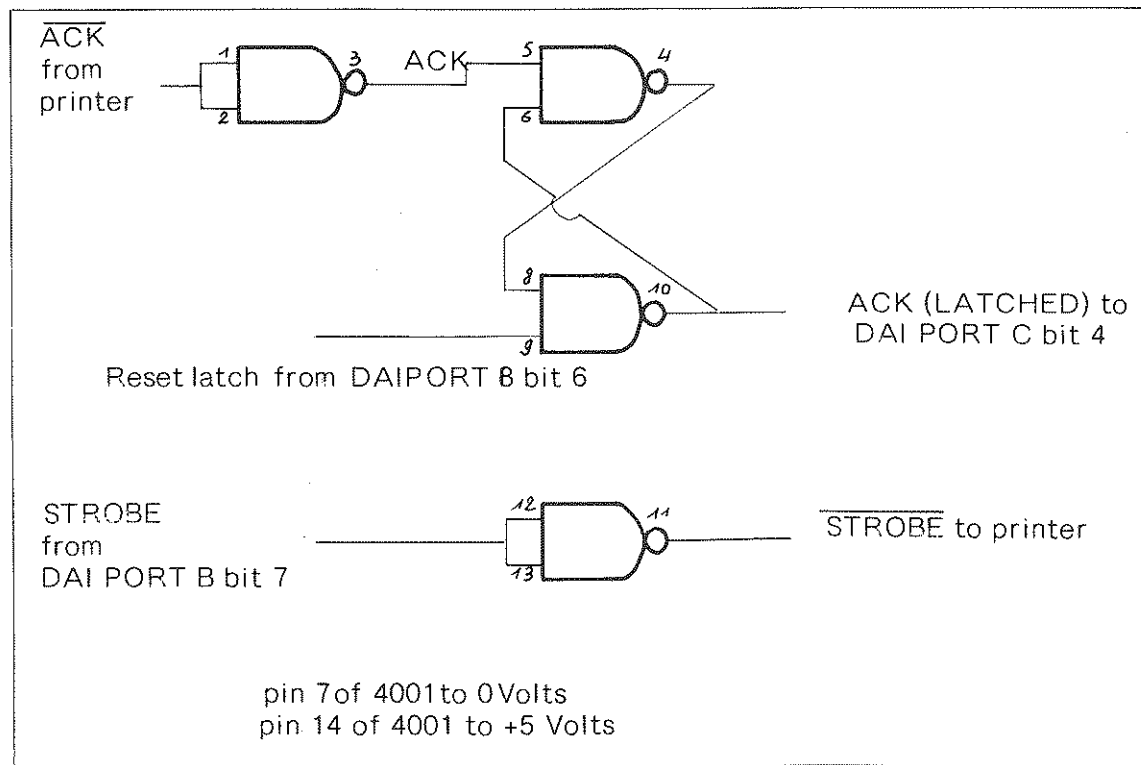 A̅C̅K̅
from
printer
1
2
3
ACK
5
6
4
8
9
10
ACK (LATCHED) to
DAI PORT C bit 4
Reset latch from DAIPORT B bit 6
STROBE
from
DAI PORT B bit 7
12
13
11
S̅T̅R̅O̅B̅E̅ to printer
pin 7 of 4001 to 0 Volts
pin 14 of 4001 to +5 Volts